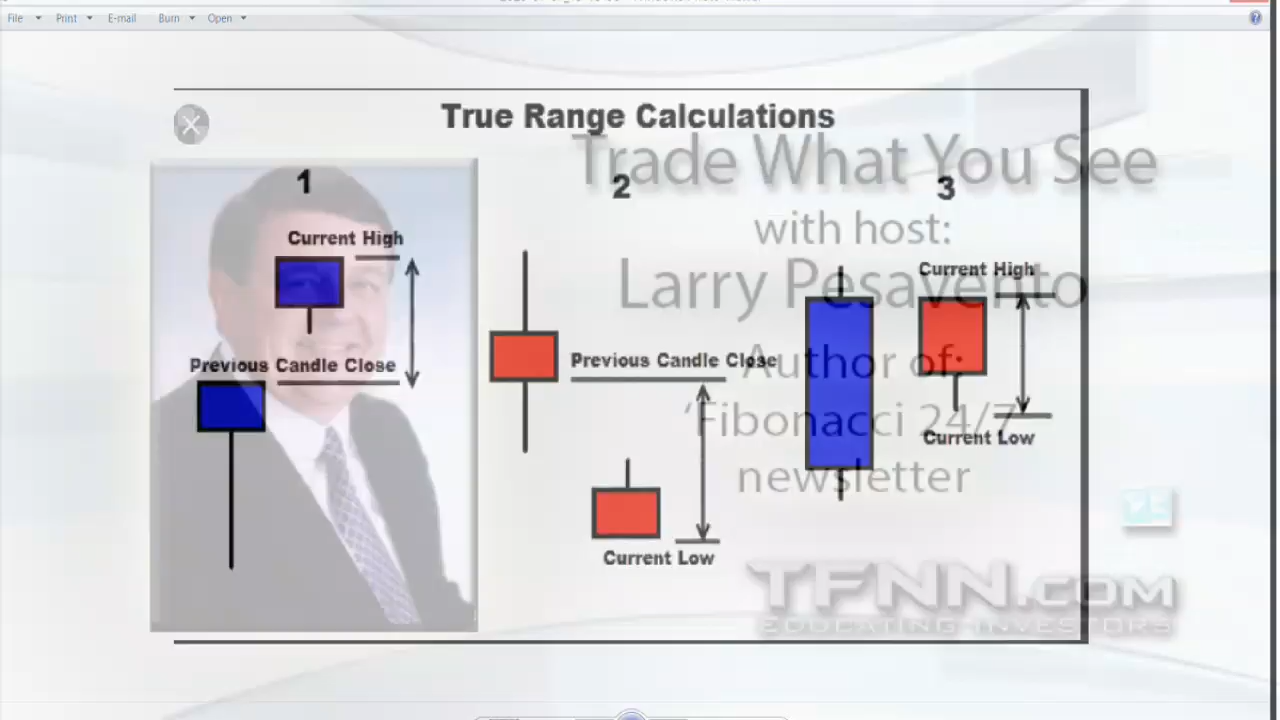 File Print E-mail Burn Open
True Range Calculations
Trade What You See
with host:
Larry Pesavento
Author of:
‘Fibonacci 24/7’
newsletter
TFNN.COM
EDUCATING INVESTORS
1
Current High
Previous Candle Close
2
Previous Candle Close
Current Low
3
Current High
Current Low